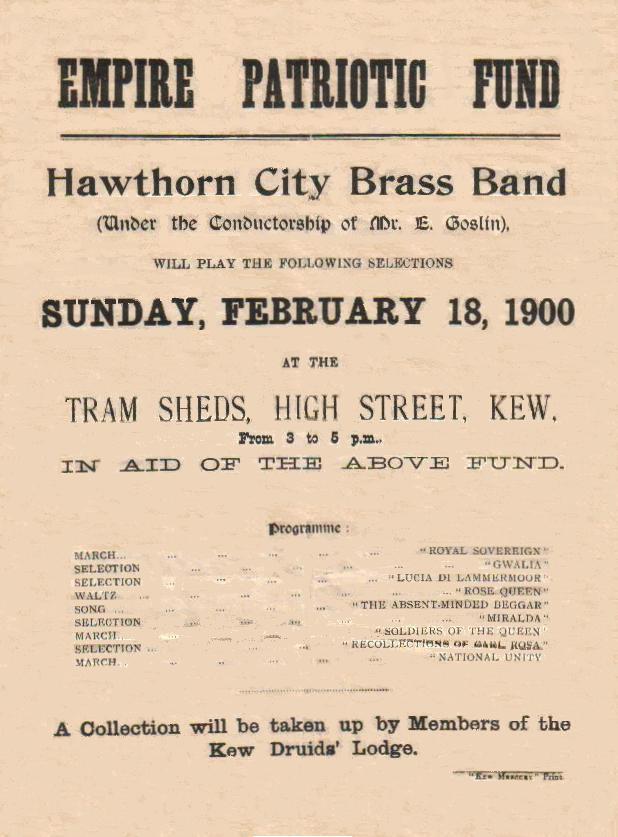 EMPIRE PATRIOTIC FUND
Hawthorn City Brass Band
(Under the Conductorship of Mr. E. Goslin),
WILL PLAY THE FOLLOWING SELECTIONS
SUNDAY, FEBRUARY 18, 1900
AT THE
TRAM SHEDS, HIGH STREET, KEW.
From 3 to 5 p.m.,
IN AID OF THE ABOVE FUND.
Programme :
MARCH... ... ... ... ... ... "ROYAL SOVEREIGN"
SELECTION ... ... ... ... ... "GWALIA"
SELECTION ... ... ... ... ... "LUCIA DI LAMMERMOOR"
WALTZ ... ... ... ... ... ... "ROSE QUEEN"
SONG ... ... ... ... ... "THE ABSENT-MINDED BEGGAR"
SELECTION ... ... ... ... ... "MIRALDA"
MARCH... ... ... ... ... "SOLDIERS OF THE QUEEN"
SELECTION ... ... ... ... "RECOLLECTIONS OF CARL ROSA"
MARCH... ... ... ... ... "NATIONAL UNITY
A Collection will be taken up by Members of the
Kew Druids' Lodge.
"Kew Mercury" Print